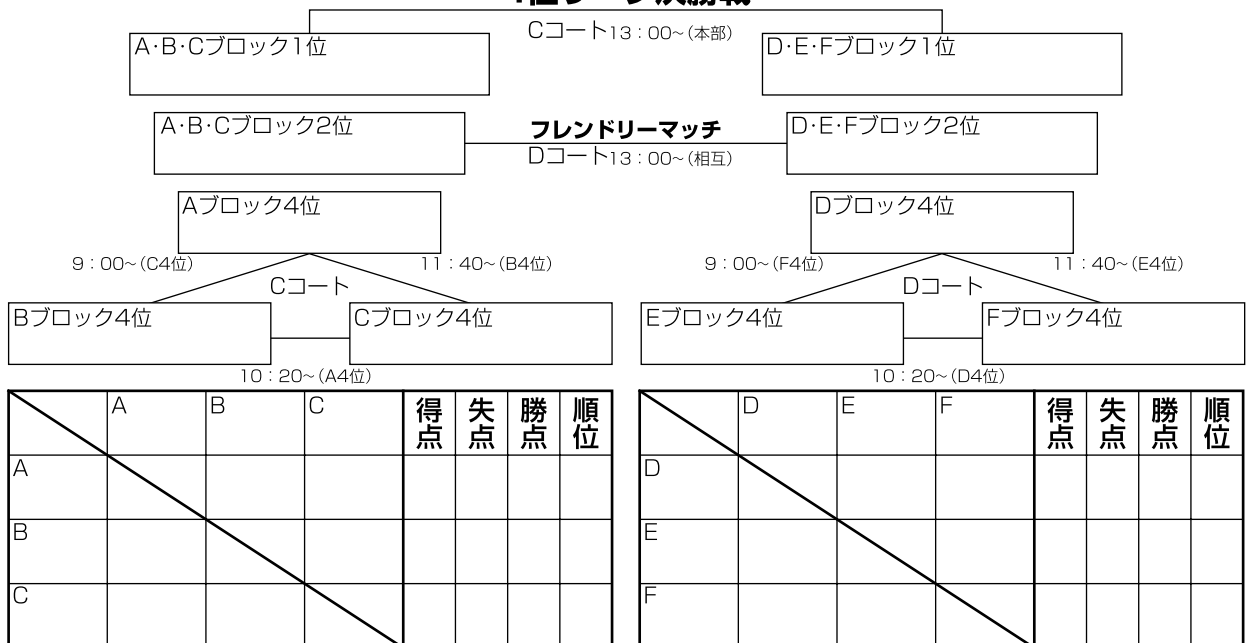 Cコート13：00～（本部）
A・B・Cブロック1位
D・E・Fブロック1位
A・B・Cブロック2位
フレンドリーマッチ
D・E・Fブロック2位
Dコート13：00～（相互）
Aブロック4位
Dブロック4位
9：00～（C4位）
11：40～（B4位）
9：00～（F4位）
11：40～（E4位）
Cコート
Dコート
Bブロック4位
Cブロック4位
Eブロック4位
Fブロック4位
10：20～（A4位）
10：20～（D4位）
A B C 得点 失点 勝点 順位
D E F 得点 失点 勝点 順位
A
D
B
E
C
F